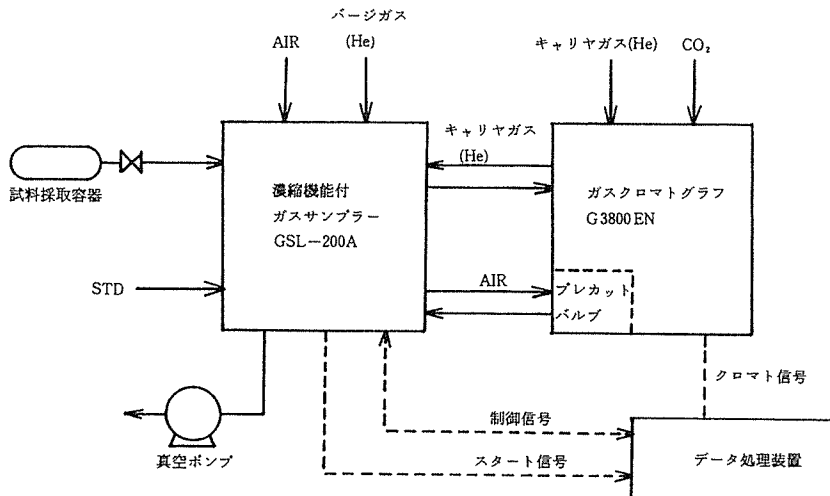 バージガス
(He)
AIR
キャリヤガス(He)
CO₂
試料採取容器
濃縮機能付
ガスサンプラー
GSL－200A
キャリヤガス
(He)
ガスクロマトグラフ
G3800EN
STD
AIR
プレカット
バルブ
真空ポンプ
制御信号
スタート信号
クロマト信号
データ処理装置